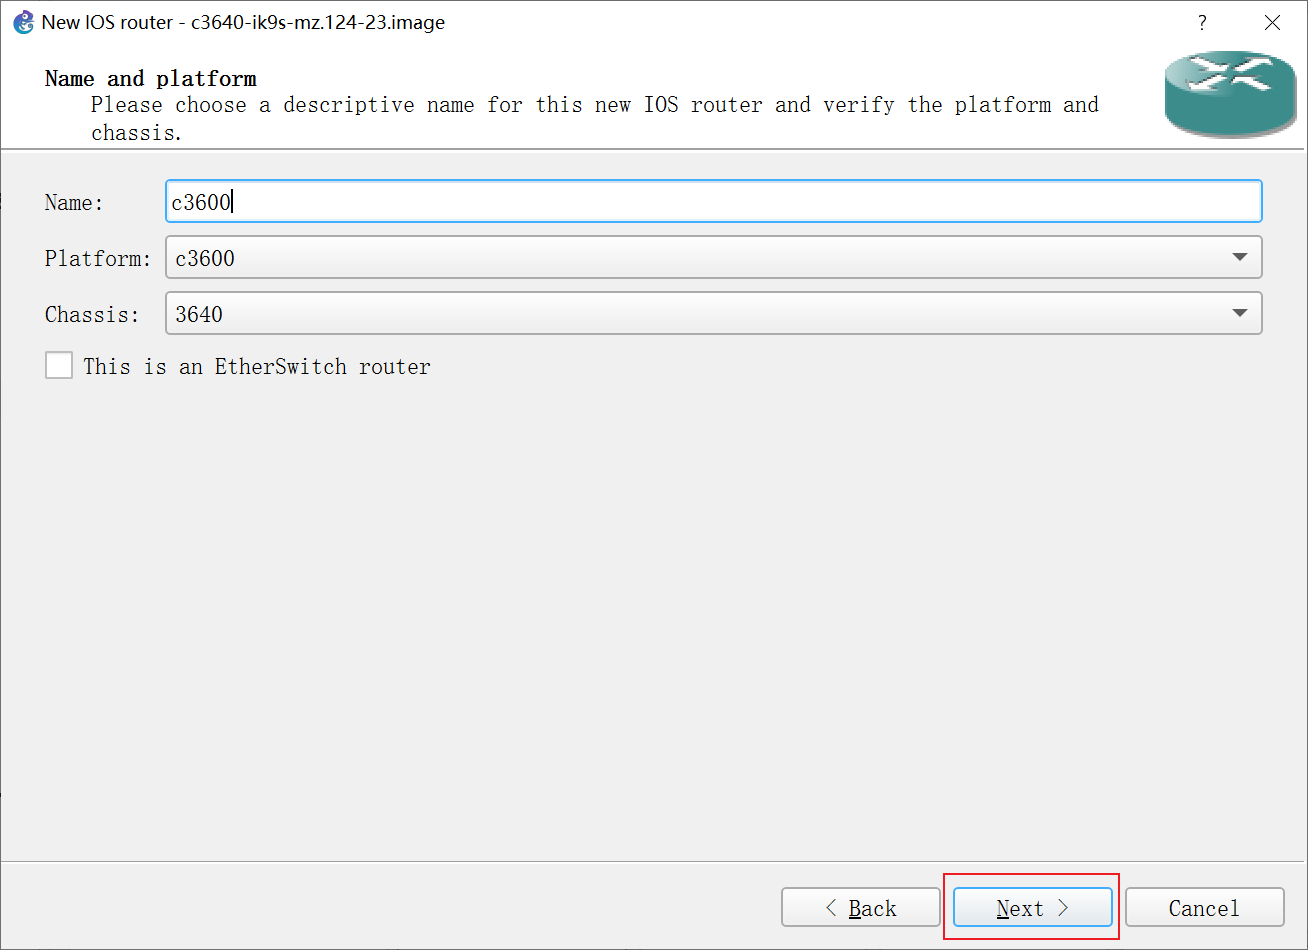 New IOS router - c3640-ik9s-mz.124-23.image
?
Name and platform
Please choose a descriptive name for this new IOS router and verify the platform and
chassis.
Name: c3600
Platform: c3600
Chassis: 3640
This is an EtherSwitch router
< Back Next > Cancel